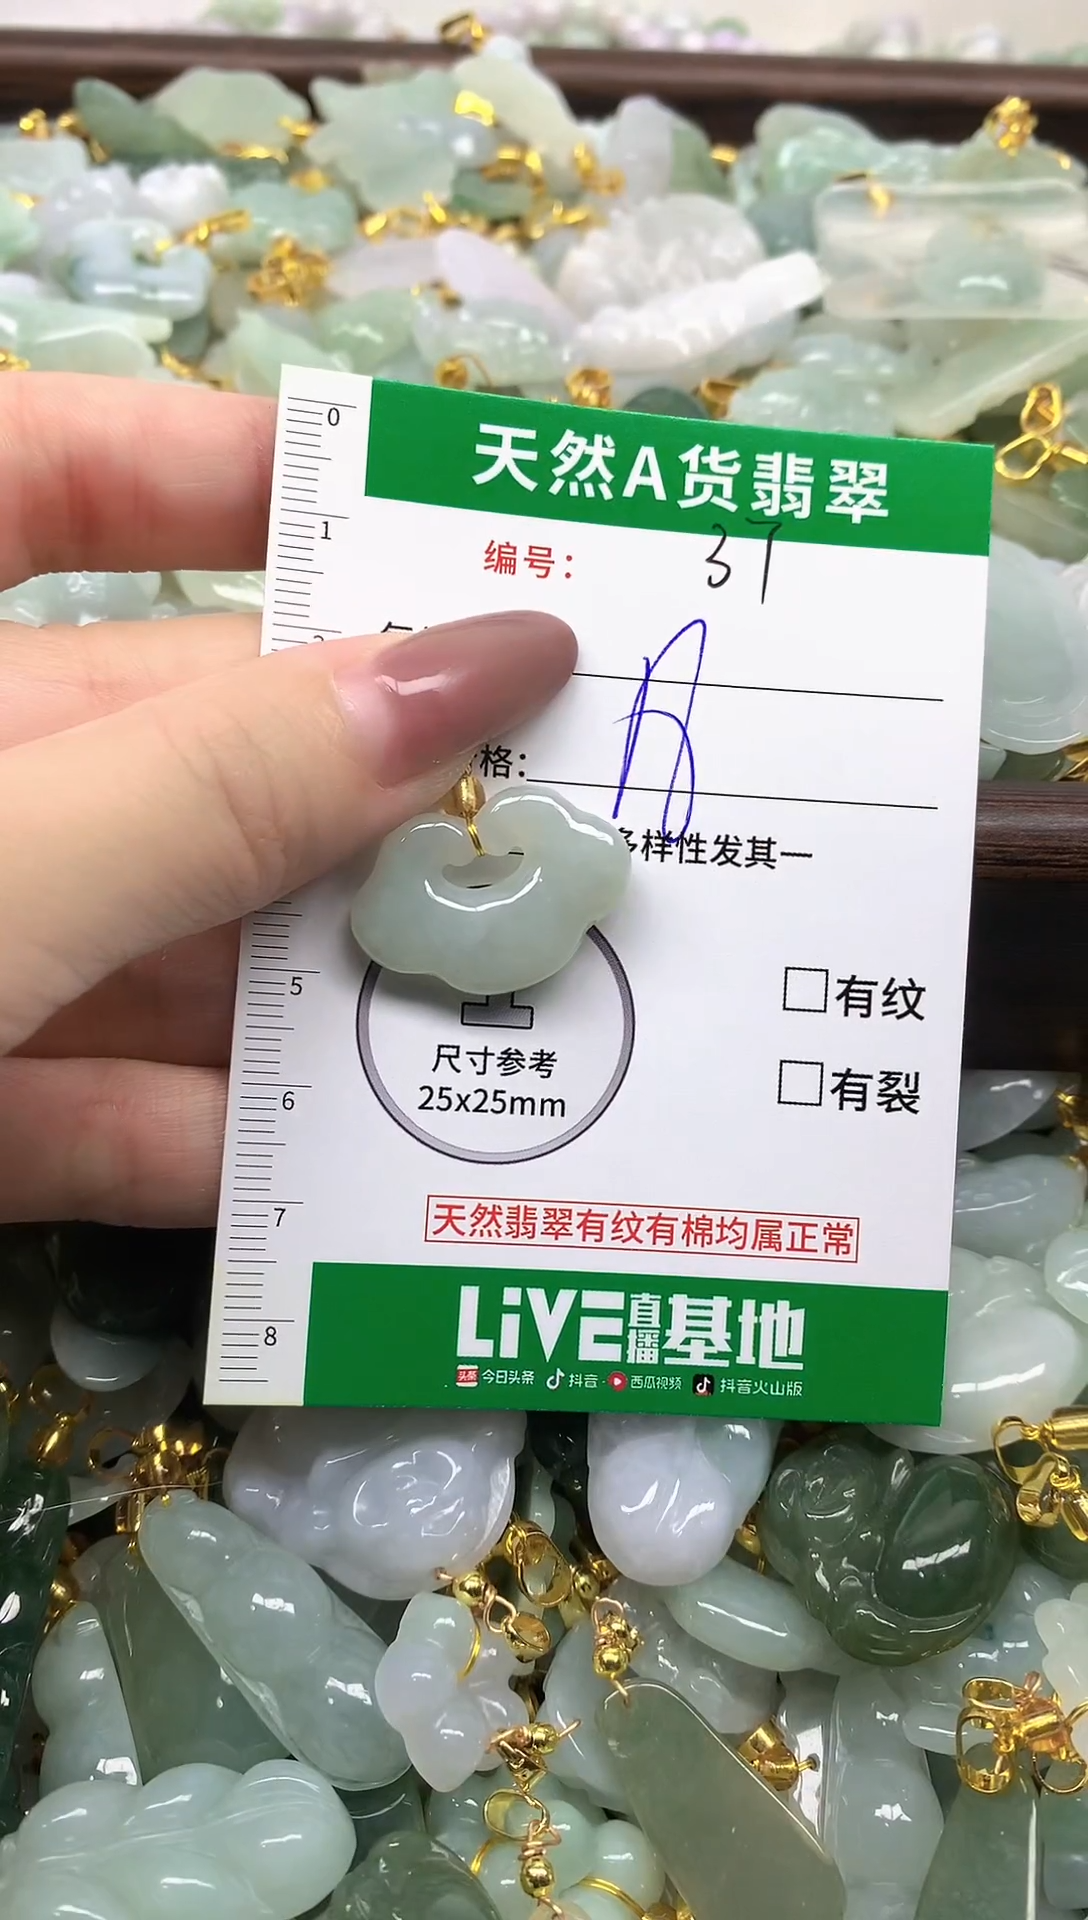 天然A货翡翠
编号： 37
格：
多样性发其一
0
1
5
6
7
8
尺寸参考
25x25mm
□有纹
□有裂
天然翡翠有纹有棉均属正常
LiVE直播基地
头条 今日头条 抖音 西瓜视频 抖音火山版